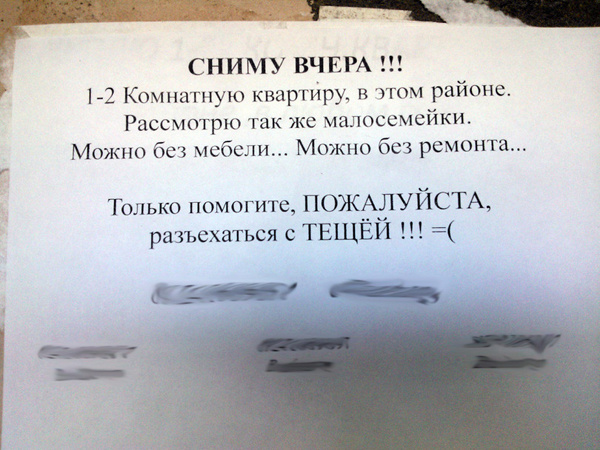 СНИМУ ВЧЕРА !!!
1-2 Комнатную квартиру, в этом районе.
Рассмотрю так же малосемейки.
Можно без мебели... Можно без ремонта...
Только помогите, ПОЖАЛУЙСТА,
разъехаться с ТЕЩЕЙ !!! =(